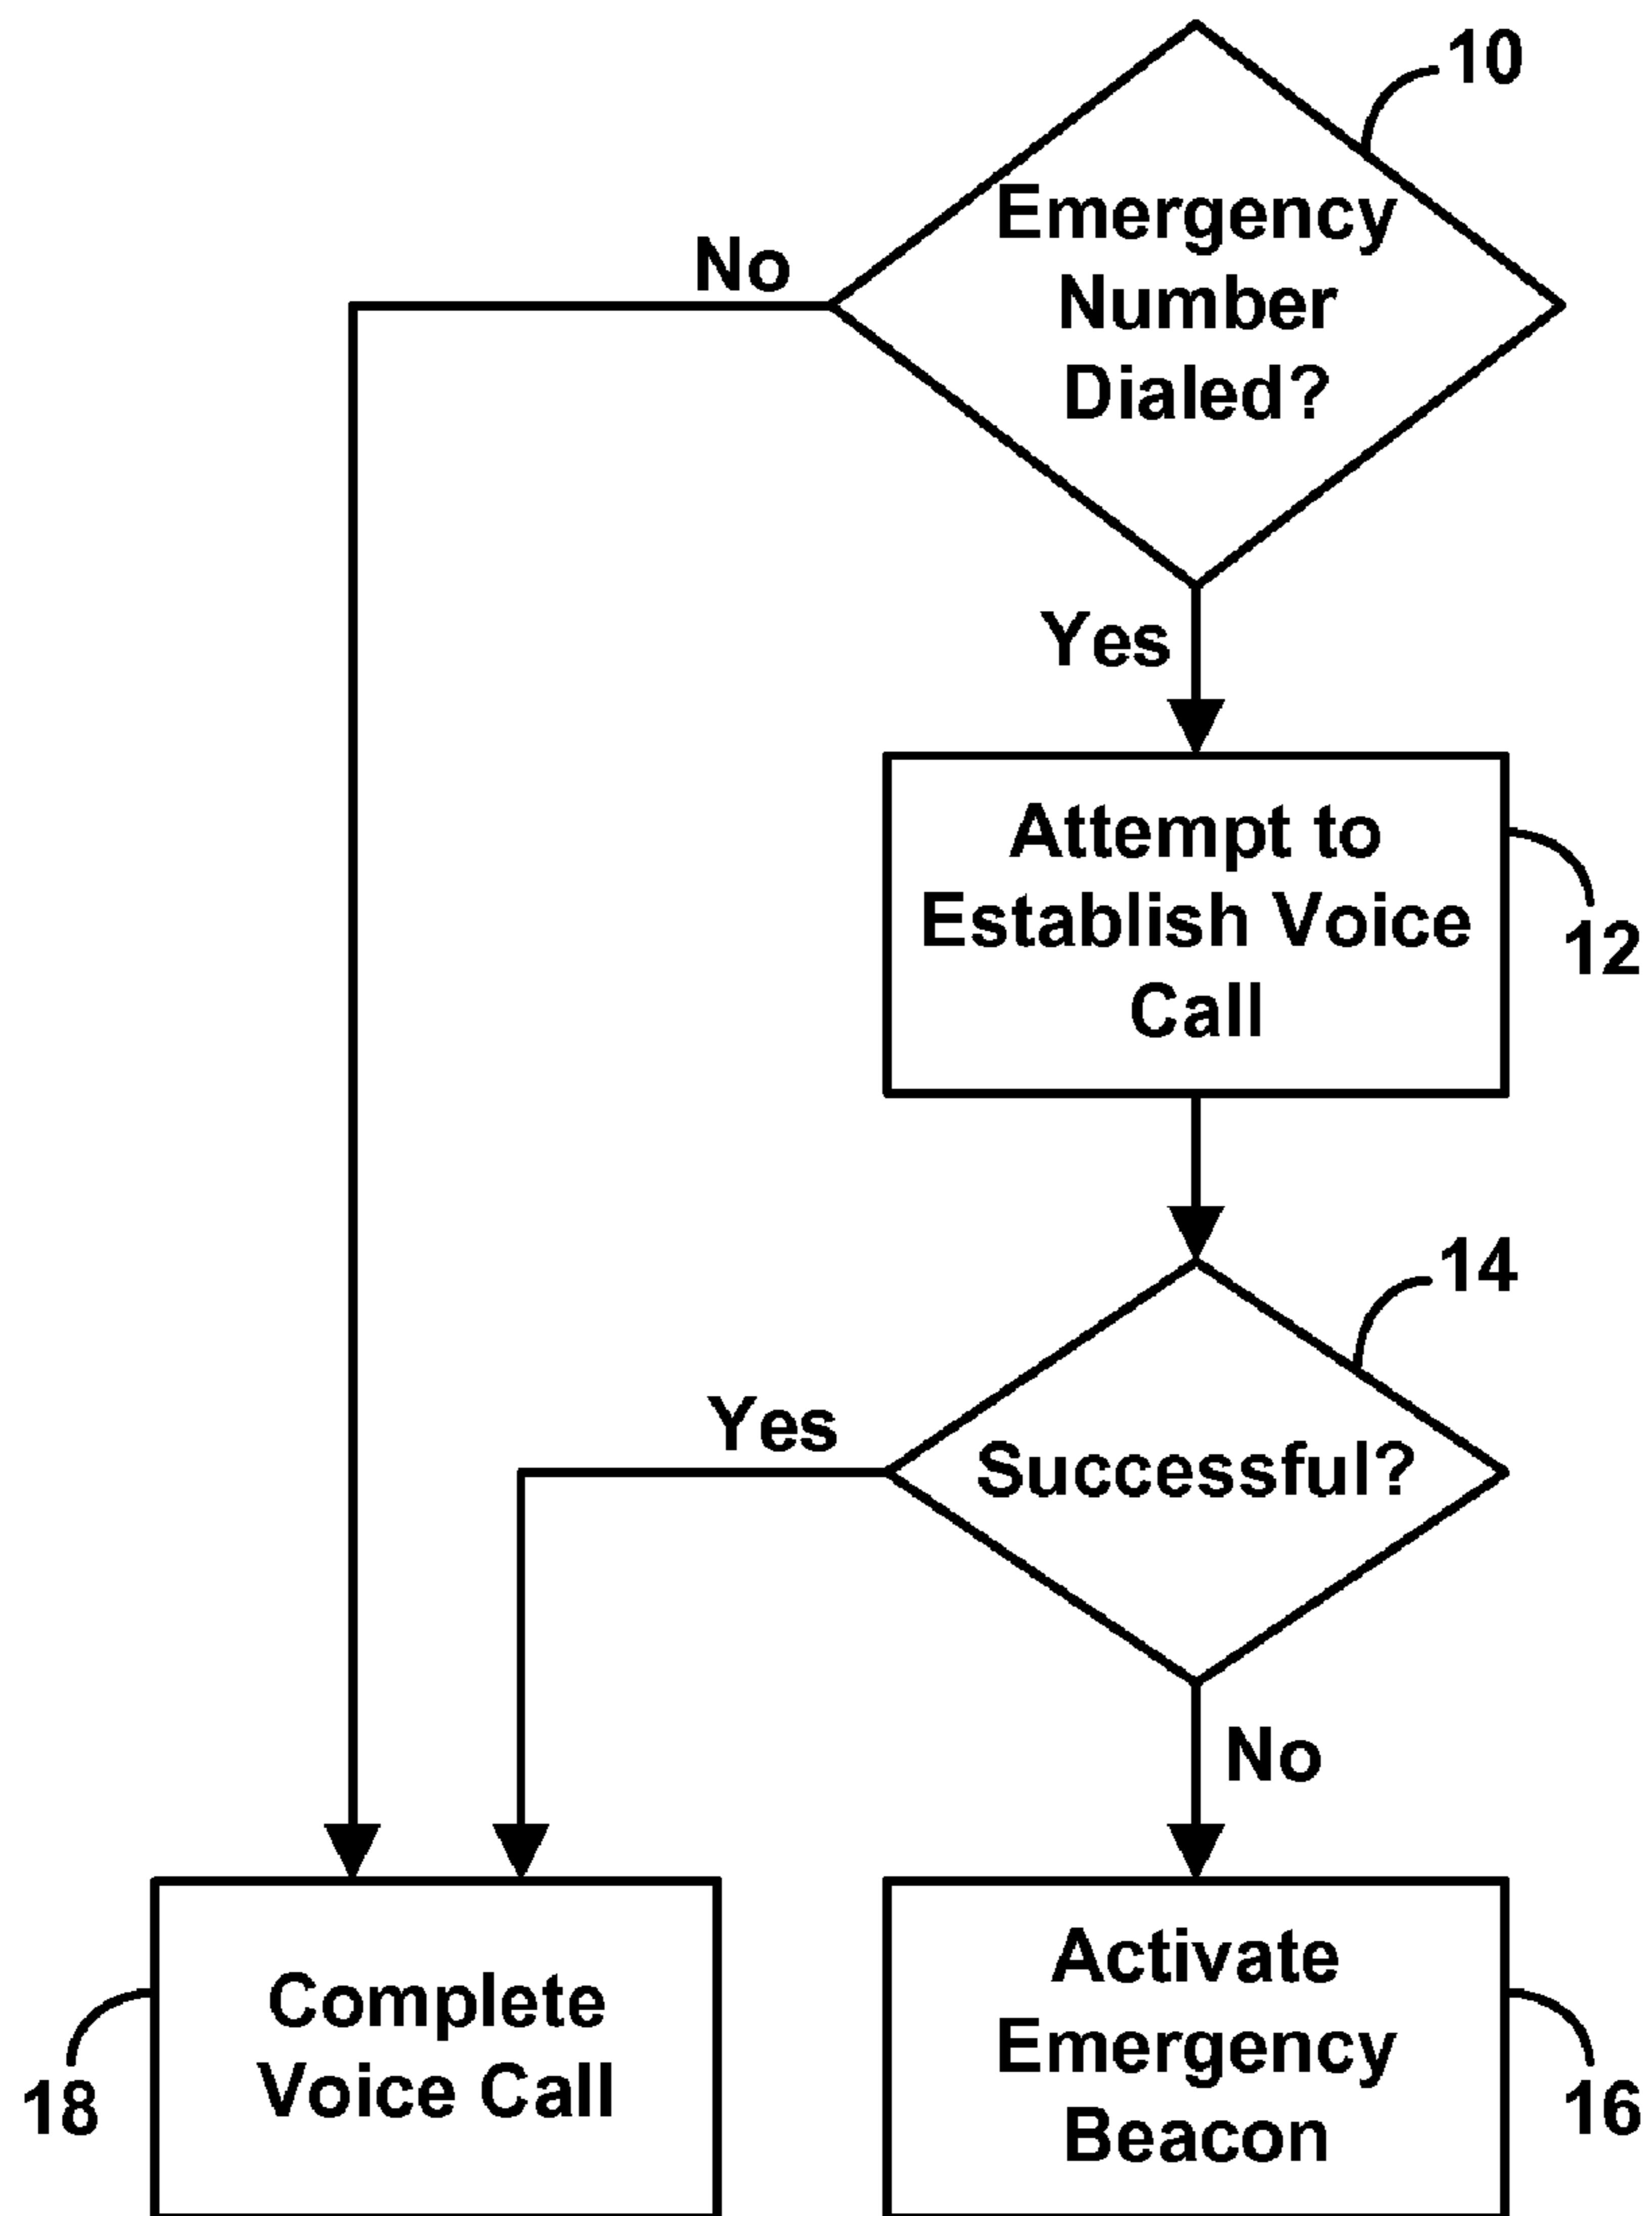 10
Emergency
Number
Dialed?
No
Yes
Attempt to
Establish Voice
Call
12
14
Successful?
Yes
No
Complete
Voice Call
18
Activate
Emergency
Beacon
16